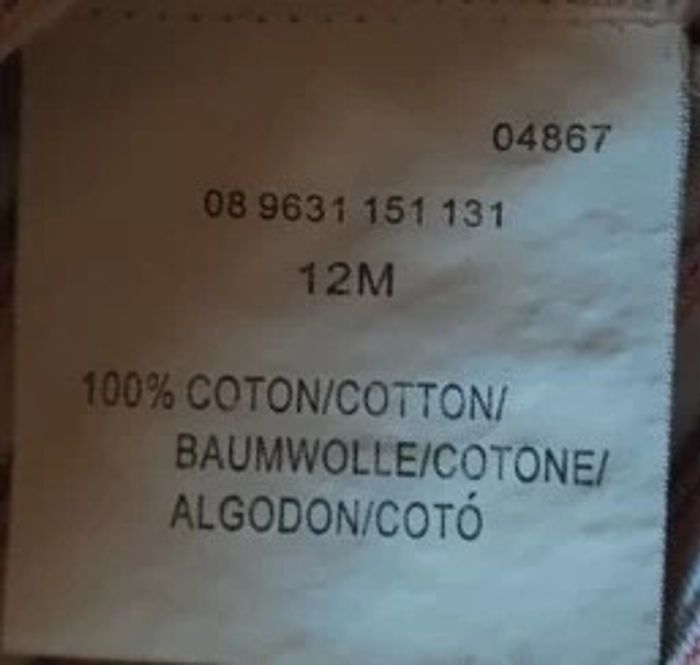 04867
08 9631 151 131
12M
100% COTON/COTTON/
BAUMWOLLE/COTONE/
ALGODON/COTÓ